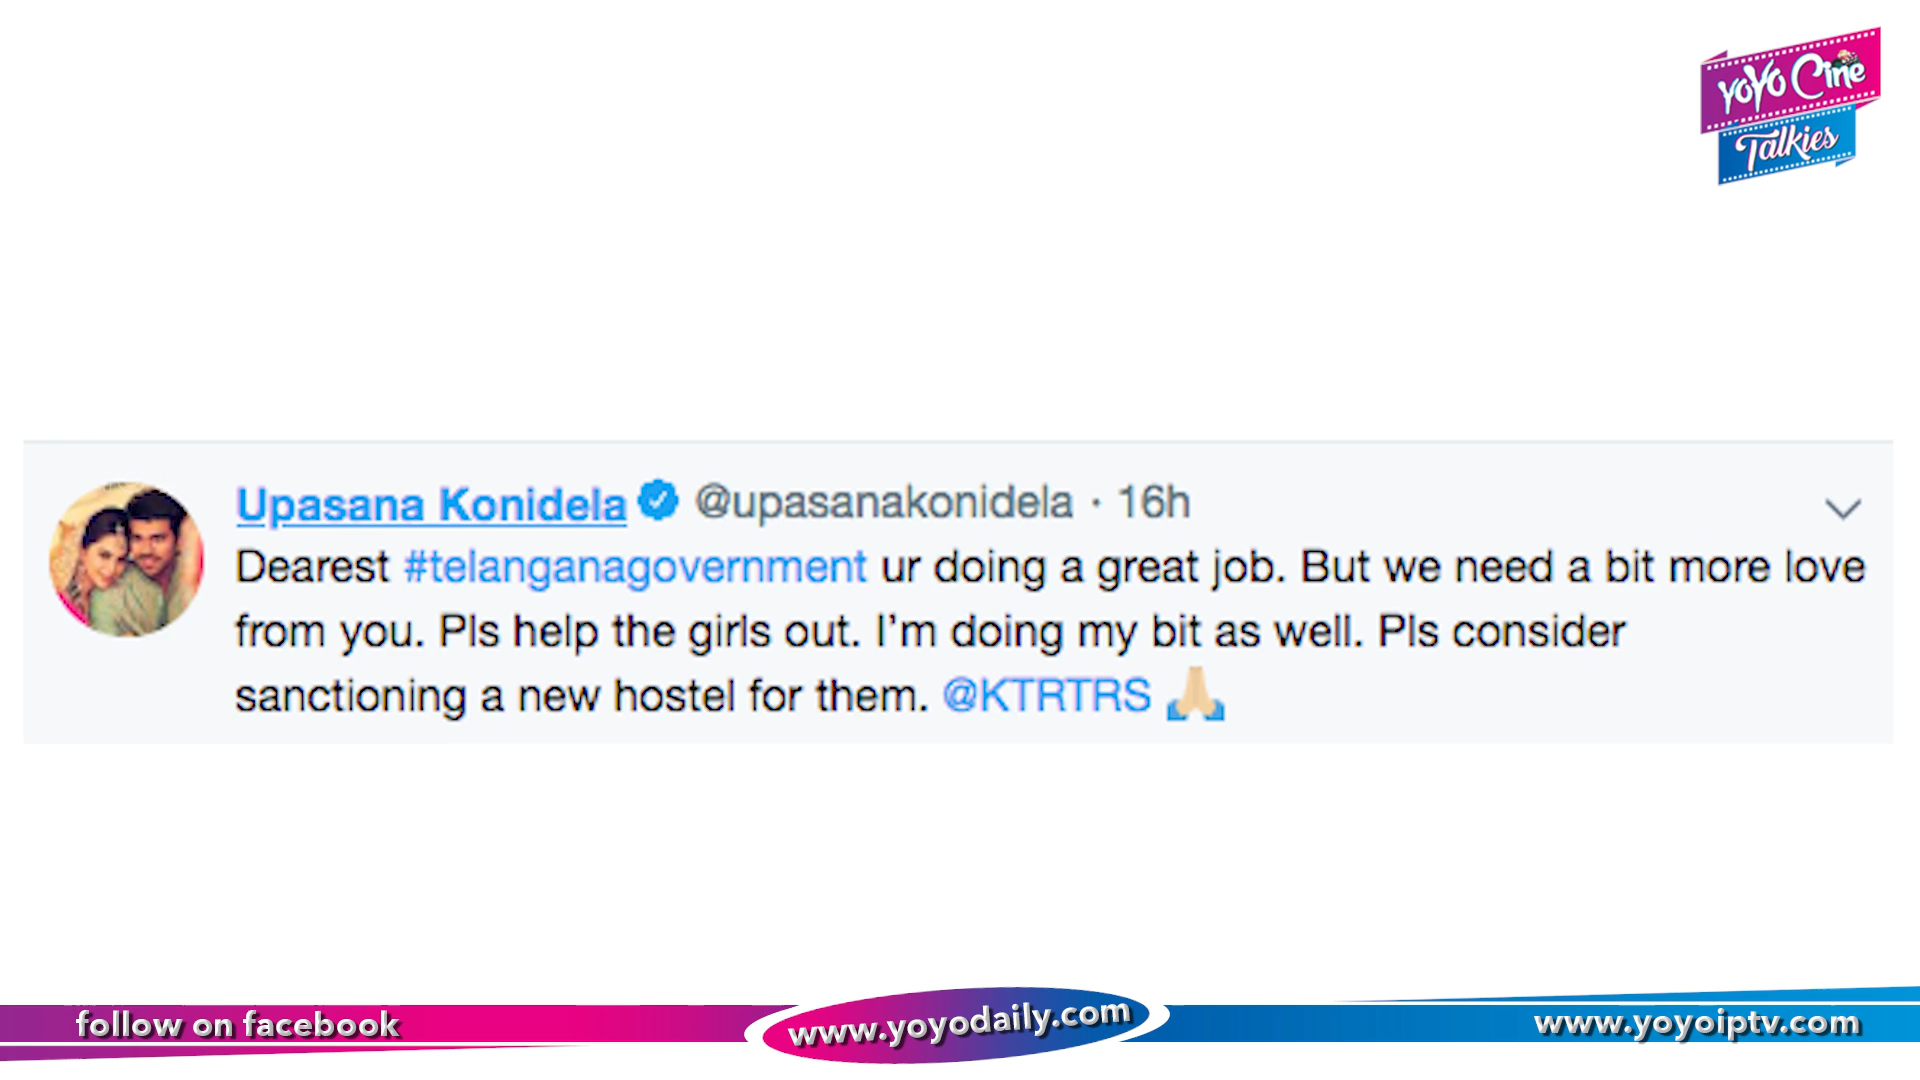 YoYo Cine
Talkies
Upasana Konidela @upasanakonidela · 16h
Dearest #telanganagovernment ur doing a great job. But we need a bit more love
from you. Pls help the girls out. I'm doing my bit as well. Pls consider
sanctioning a new hostel for them. @KTRTRS 🙏🏼
follow on facebook
www.yoyodaily.com
www.yoyoiptv.com